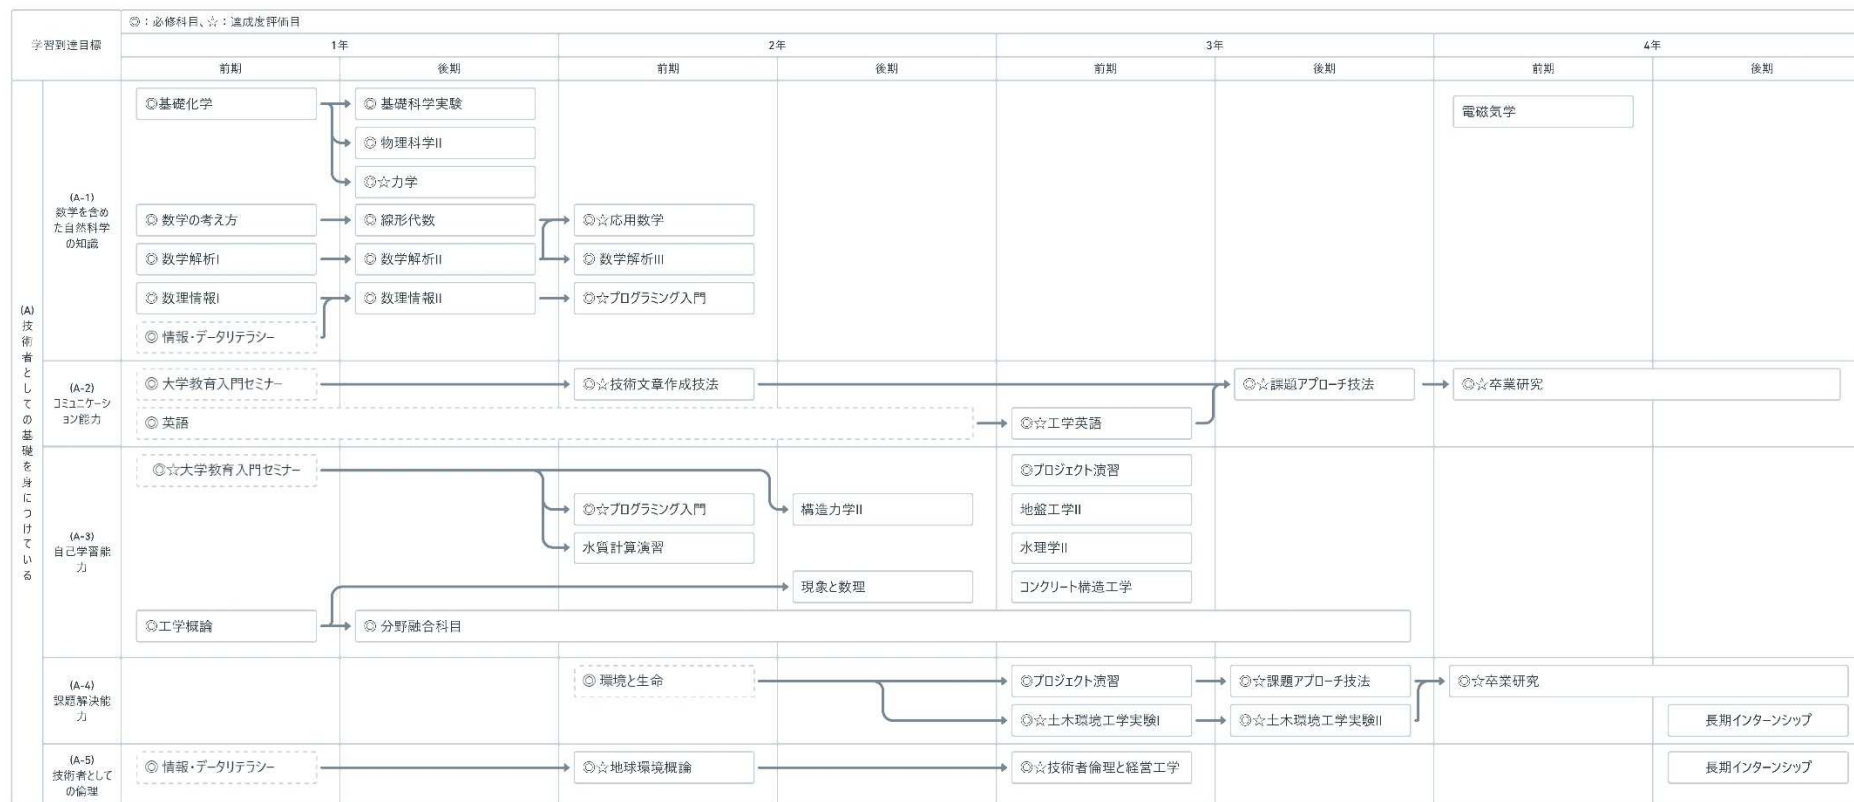 ◎：必修科目、☆：達成度評価目
学習到達目標
1年
2年
3年
4年
前期
後期
前期
後期
前期
後期
前期
後期
(A)
技術者としての基礎を身につけている
(A-1)
数学を含め
た自然科学
の知識
◎基礎化学
◎ 基礎科学実験
電磁気学
◎ 物理科学II
◎☆力学
◎ 数学の考え方
◎ 線形代数
◎☆応用数学
◎ 数学解析I
◎ 数学解析II
◎ 数学解析III
◎ 数理情報I
◎ 数理情報II
◎☆プログラミング入門
◎ 情報・データリテラシー
(A-2)
コミュニケーシ
ョン能力
◎ 大学教育入門セミナー
◎☆技術文章作成技法
◎☆課題アプローチ技法
◎☆卒業研究
◎ 英語
◎☆工学英語
(A-3)
自己学習能
力
◎☆大学教育入門セミナー
◎プロジェクト演習
◎☆プログラミング入門
構造力学II
地盤工学II
水質計算演習
水理学II
現象と数理
コンクリート構造工学
◎工学概論
◎ 分野融合科目
(A-4)
課題解決能
力
◎ 環境と生命
◎プロジェクト演習
◎☆課題アプローチ技法
◎☆卒業研究
◎☆土木環境工学実験I
◎☆土木環境工学実験II
長期インターンシップ
(A-5)
技術者として
の倫理
◎ 情報・データリテラシー
◎☆地球環境概論
◎☆技術者倫理と経営工学
長期インターンシップ